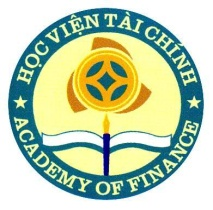 HỌC VIỆN TÀI CHÍNH
ACADEMY OF FINANCE